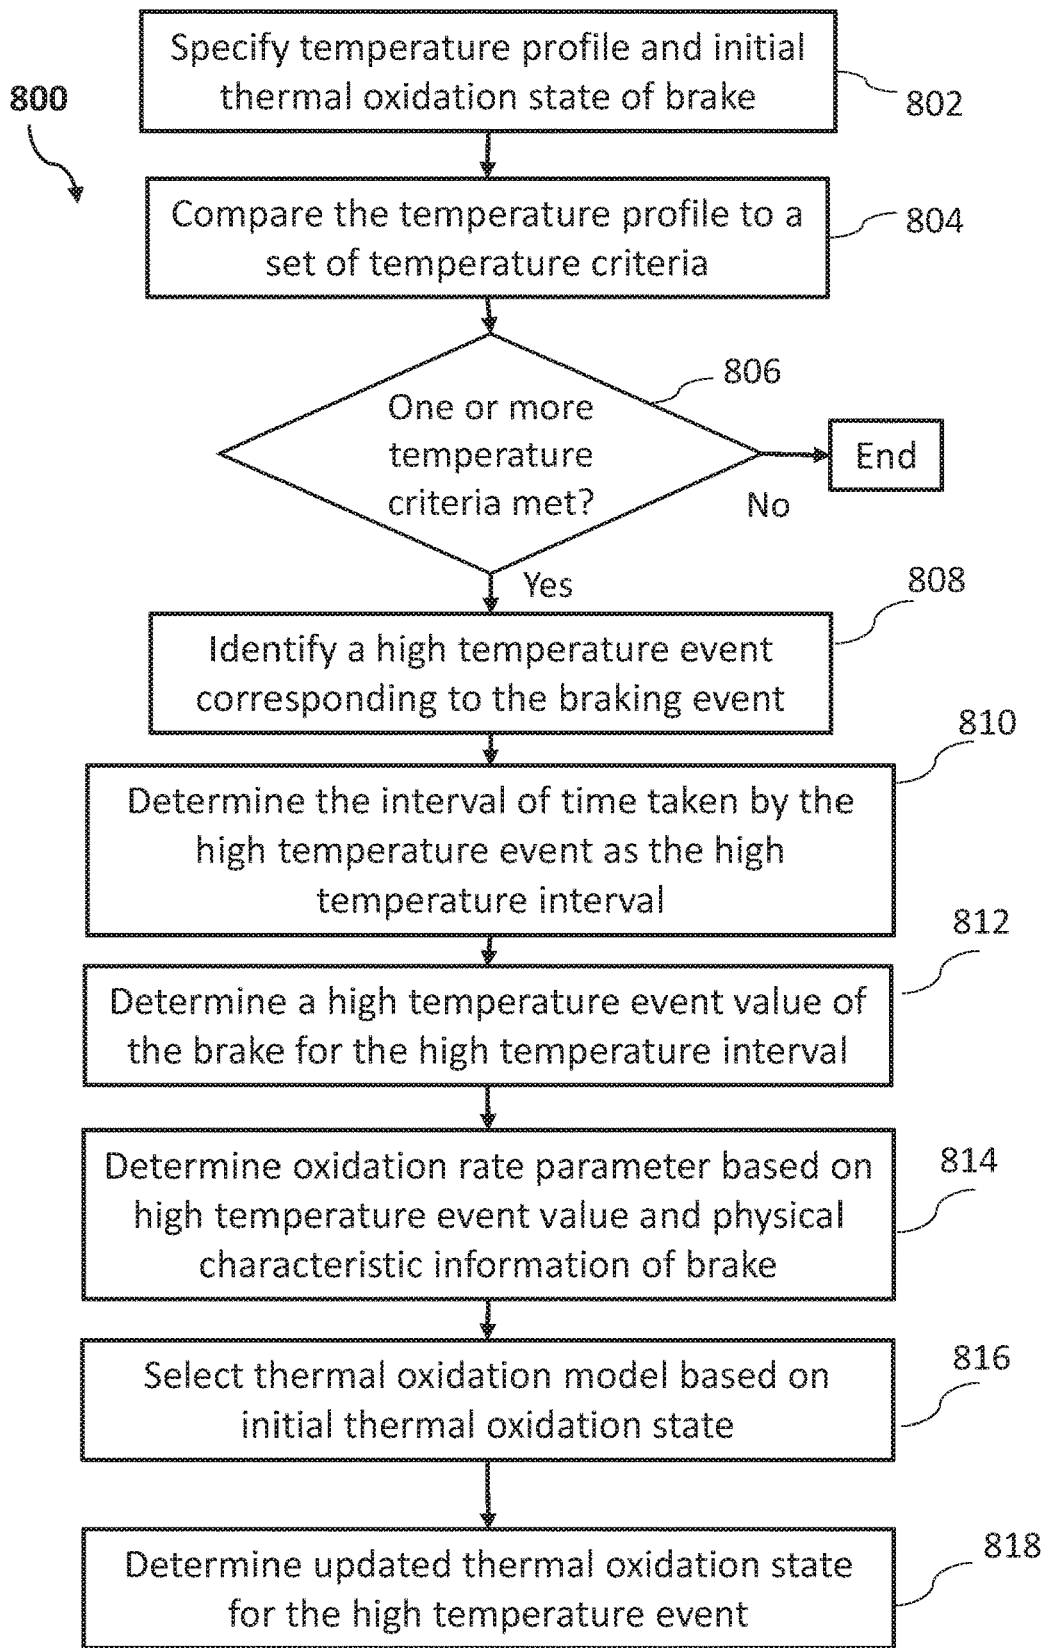 Specify temperature profile and initial
thermal oxidation state of brake
800
802
Compare the temperature profile to a
set of temperature criteria
804
806
One or more
temperature
criteria met?
End
No
Yes
808
Identify a high temperature event
corresponding to the braking event
810
Determine the interval of time taken by the
high temperature event as the high
temperature interval
812
Determine a high temperature event value of
the brake for the high temperature interval
Determine oxidation rate parameter based on
high temperature event value and physical
characteristic information of brake
814
Select thermal oxidation model based on
initial thermal oxidation state
816
Determine updated thermal oxidation state
for the high temperature event
818